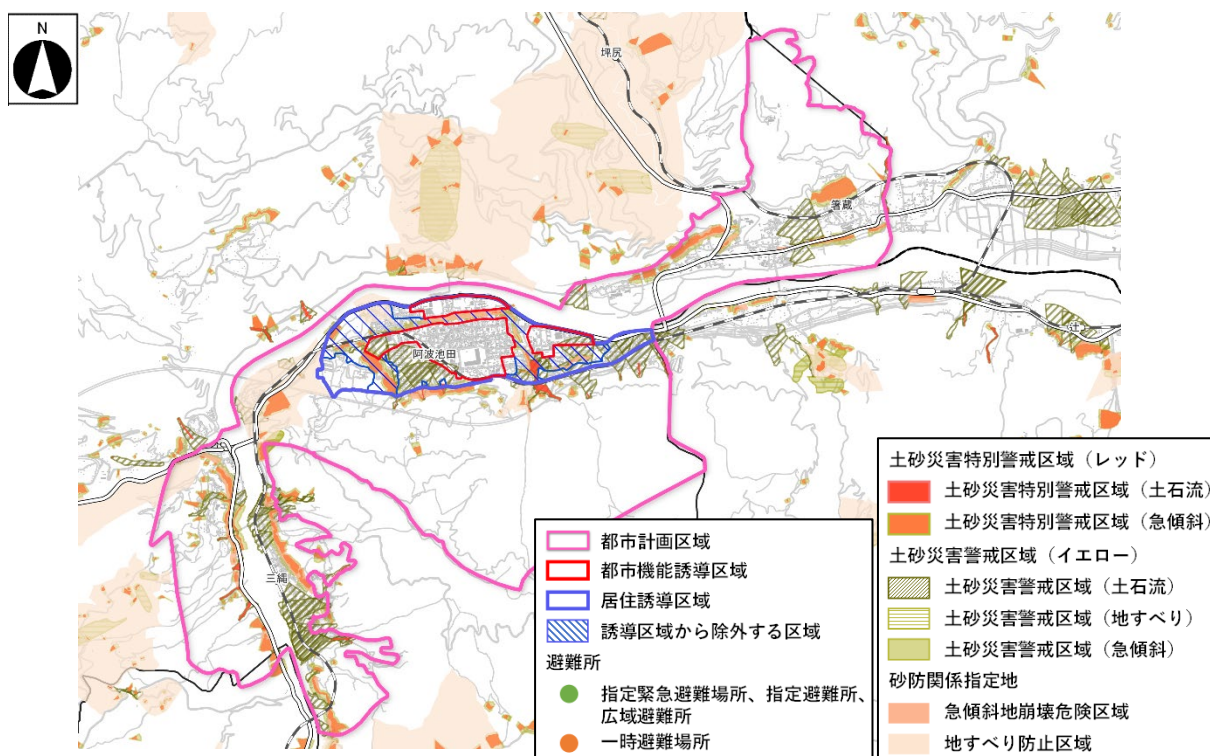 N
坪尻
箸蔵
阿波池田
辻
三縄
都市計画区域
都市機能誘導区域
居住誘導区域
誘導区域から除外する区域
避難所
指定緊急避難場所、指定避難所、
広域避難所
一時避難場所
土砂災害特別警戒区域（レッド）
土砂災害特別警戒区域（土石流）
土砂災害特別警戒区域（急傾斜）
土砂災害警戒区域（イエロー）
土砂災害警戒区域（土石流）
土砂災害警戒区域（地すべり）
土砂災害警戒区域（急傾斜）
砂防関係指定地
急傾斜地崩壊危険区域
地すべり防止区域